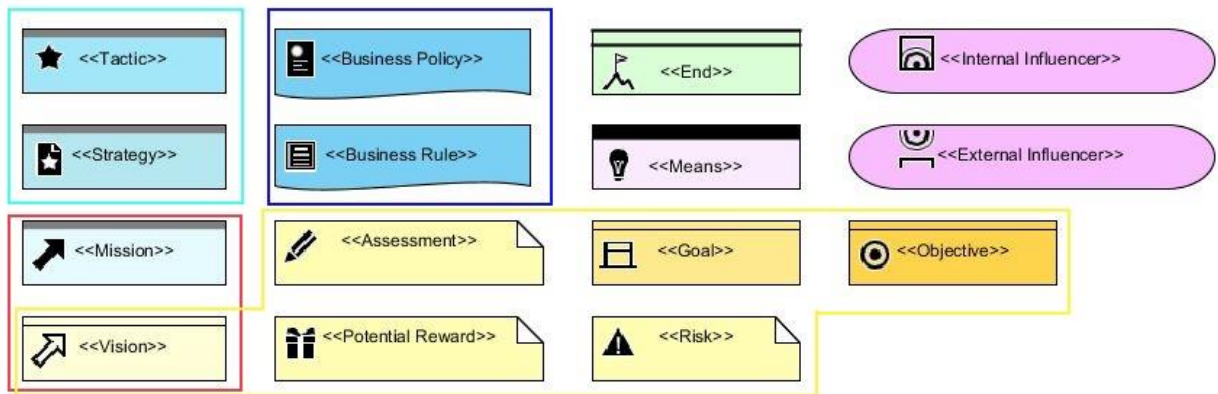 <<Tactic>>
<<Business Policy>>
<<End>>
<<Internal Influencer>>
<<Strategy>>
<<Business Rule>>
<<Means>>
<<External Influencer>>
<<Mission>>
<<Assessment>>
<<Goal>>
<<Objective>>
<<Vision>>
<<Potential Reward>>
<<Risk>>